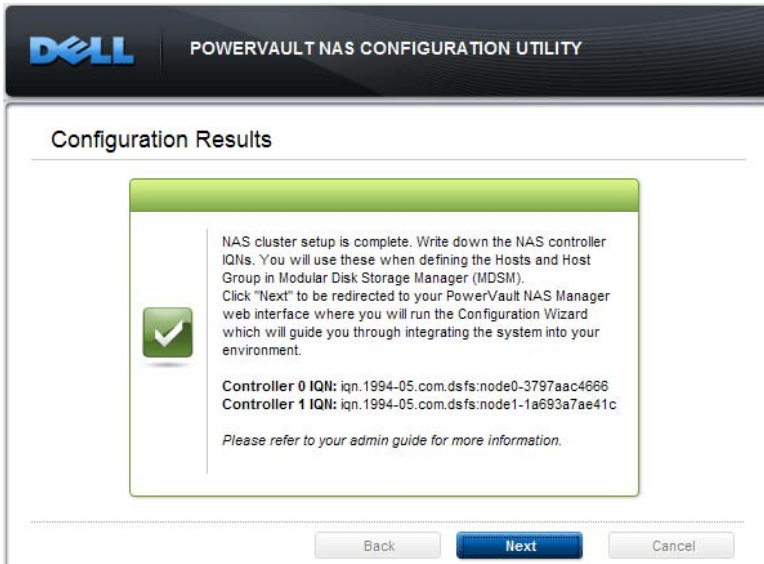 DELL
POWERVAULT NAS CONFIGURATION UTILITY
Configuration Results
NAS cluster setup is complete. Write down the NAS controller
IQNs. You will use these when defining the Hosts and Host
Group in Modular Disk Storage Manager (MDSM).
Click "Next" to be redirected to your PowerVault NAS Manager
web interface where you will run the Configuration Wizard
which will guide you through integrating the system into your
environment.
Controller 0 IQN: iqn.1994-05.com.dsfs:node0-3797aac4666
Controller 1 IQN: iqn.1994-05.com.dsfs:node1-1a693a7ae41c
Please refer to your admin guide for more information.
Back
Next
Cancel